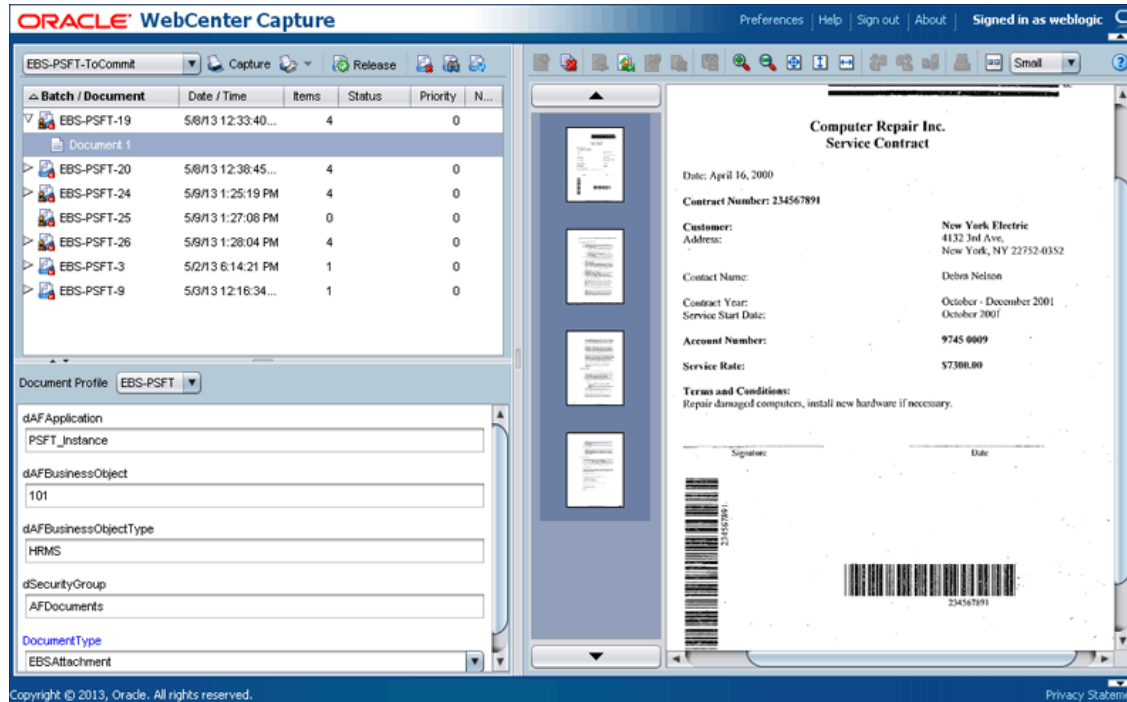 ORACLE® WebCenter Capture
Preferences | Help | Sign out | About | Signed in as weblogic
EBS-PSFT-ToCommit Capture Release
Small
Batch / Document Date / Time Items Status Priority N...
EBS-PSFT-19 5/8/13 12:33:40... 4 0
Document 1
EBS-PSFT-20 5/8/13 12:38:45... 4 0
EBS-PSFT-24 5/9/13 1:25:19 PM 4 0
EBS-PSFT-25 5/9/13 1:27:08 PM 0 0
EBS-PSFT-26 5/9/13 1:28:04 PM 4 0
EBS-PSFT-3 5/2/13 6:14:21 PM 1 0
EBS-PSFT-9 5/3/13 12:16:34... 1 0
Document Profile EBS-PSFT
dAFApplication
PSFT_Instance
dAFBusinessObject
101
dAFBusinessObjectType
HRMS
dSecurityGroup
AFDocuments
DocumentType
EBSAttachment
Computer Repair Inc.
Service Contract
Date: April 16, 2000
Contract Number: 234567891
Customer: New York Electric
Address: 4132 3rd Ave,
New York, NY 22752-0352
Contact Name: Debra Nelson
Contract Year: October - December 2001
Service Start Date: October 2001
Account Number: 9745 0009
Service Rate: $7300.00
Terms and Conditions:
Repair damaged computers, install new hardware if necessary.
Signature Date
234567891
234567891
Copyright © 2013, Oracle. All rights reserved.
Privacy Stateme